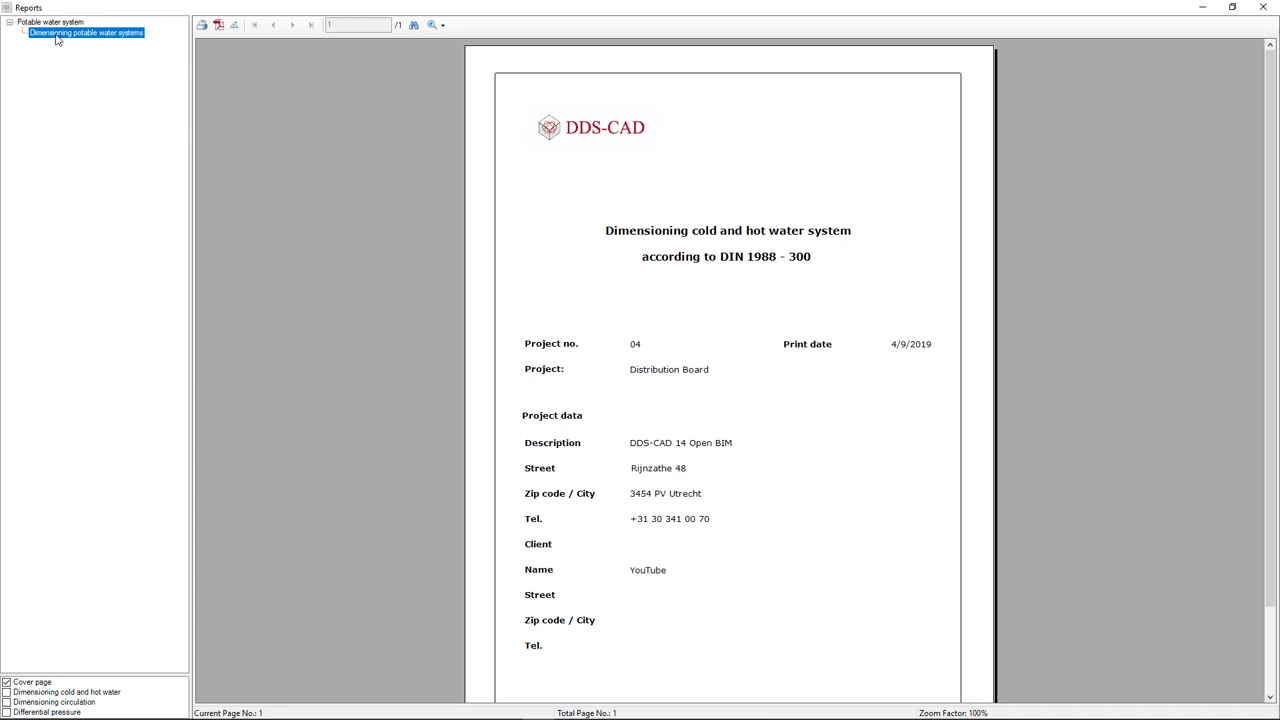 Reports
Potable water system
Dimensioning potable water systems
1 /1
DDS-CAD
Dimensioning cold and hot water system
according to DIN 1988 - 300
Project no. 04 Print date 4/9/2019
Project: Distribution Board
Project data
Description DDS-CAD 14 Open BIM
Street Rijnzathe 48
Zip code / City 3454 PV Utrecht
Tel. +31 30 341 00 70
Client
Name YouTube
Street
Zip code / City
Tel.
Cover page
Dimensioning cold and hot water
Dimensioning circulation
Differential pressure
Current Page No.: 1 Total Page No.: 1 Zoom Factor: 100%